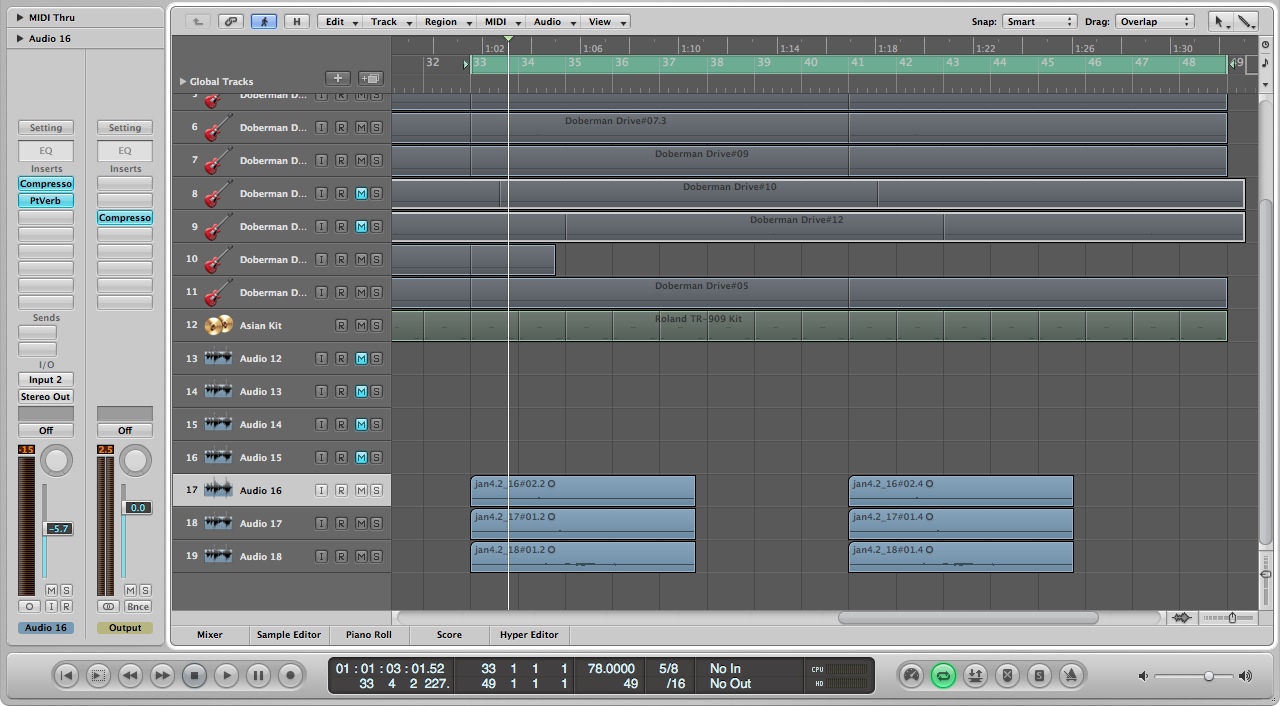 MIDI Thru
Audio 16
Setting
Setting
EQ
EQ
Inserts
Inserts
Compresso
PtVerb
Compresso
Sends
I/O
Input 2
Stereo Out
Off
Off
-15
2.5
-5.7
0.0
M S
M S
I R
Bnce
Audio 16
Output
H
Edit
Track
Region
MIDI
Audio
View
Snap: Smart
Drag: Overlap
1:02 1:06 1:10 1:14 1:18 1:22 1:26 1:30
32 33 34 35 36 37 38 39 40 41 42 43 44 45 46 47 48 49
Global Tracks
5 Doberman D... I R M S
6 Doberman D... I R M S
Doberman Drive#07.3
7 Doberman D... I R M S
Doberman Drive#09
8 Doberman D... I R M S
Doberman Drive#10
9 Doberman D... I R M S
Doberman Drive#12
10 Doberman D... I R M S
11 Doberman D... I R M S
Doberman Drive#05
12 Asian Kit R M S
Roland TR-909 Kit
13 Audio 12 I R M S
14 Audio 13 I R M S
15 Audio 14 I R M S
16 Audio 15 I R M S
17 Audio 16 I R M S
jan4.2_16#02.2
jan4.2_16#02.4
18 Audio 17 I R M S
jan4.2_17#01.2
jan4.2_17#01.4
19 Audio 18 I R M S
jan4.2_18#01.2
jan4.2_18#01.4
Mixer
Sample Editor
Piano Roll
Score
Hyper Editor
01 : 01 : 03 : 01.52
33 4 2 227.
33 1 1 1
49 1 1 1
78.0000
49
5/8
/16
No In
No Out
CPU
HD
S